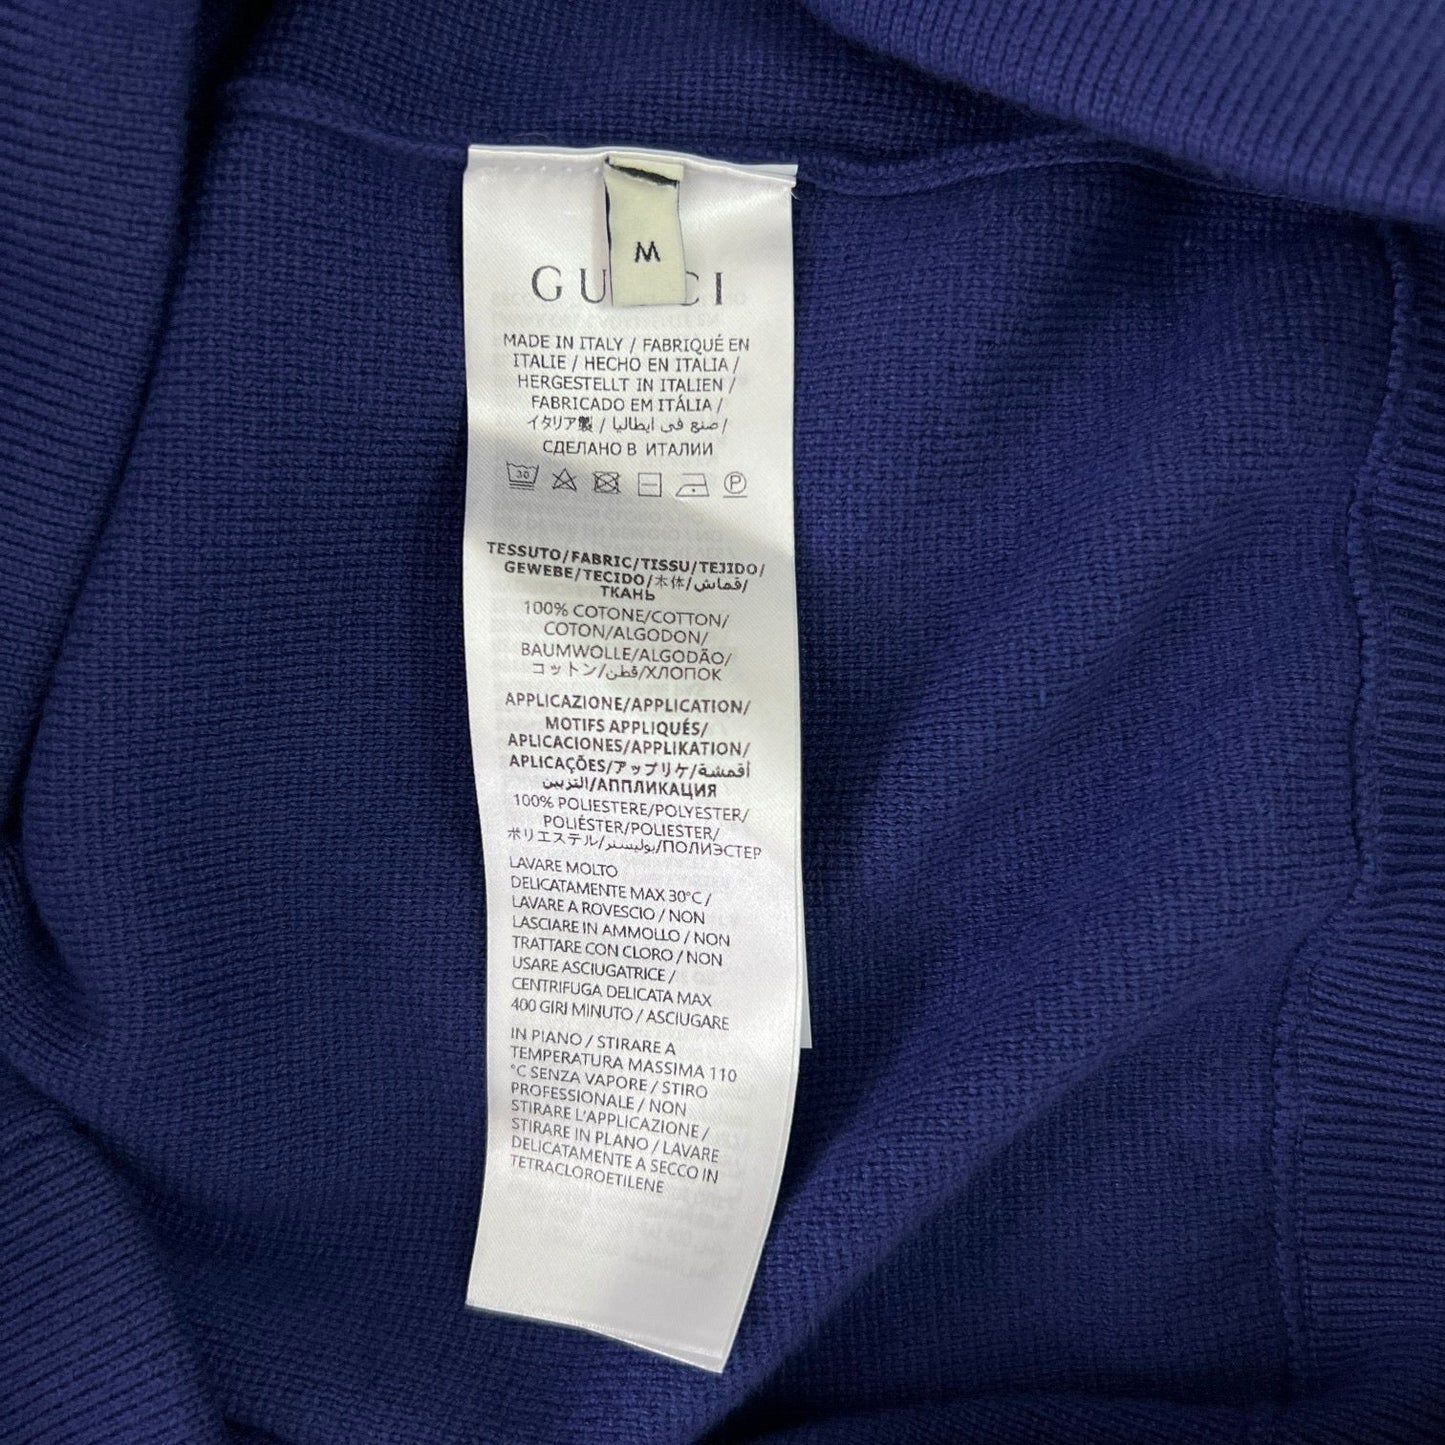 M
GUCCI
MADE IN ITALY / FABRIQUÉ EN
ITALIE / HECHO EN ITALIA /
HERGESTELLT IN ITALIEN /
FABRICADO EM ITÁLIA /
イタリア製 / صنع في ايطاليا /
СДЕЛАНО В ИТАЛИИ
30 P
TESSUTO/FABRIC/TISSU/TEJIDO/
GEWEBE/TECIDO/本体/قماش/
ТКАНЬ
100% COTONE/COTTON/
COTON/ALGODON/
BAUMWOLLE/ALGODÃO/
コットン/قطن/ХЛОПОК
APPLICAZIONE/APPLICATION/
MOTIFS APPLIQUÉS/
APLICACIONES/APPLIKATION/
APLICAÇÕES/アップリケ/أقمشة
التزيين/АППЛИКАЦИЯ
100% POLIESTERE/POLYESTER/
POLIÉSTER/POLIESTER/
ポリエステル/بوليستر/ПОЛИЭСТЕР
LAVARE MOLTO
DELICATAMENTE MAX 30°C /
LAVARE A ROVESCIO / NON
LASCIARE IN AMMOLLO / NON
TRATTARE CON CLORO / NON
USARE ASCIUGATRICE /
CENTRIFUGA DELICATA MAX
400 GIRI MINUTO / ASCIUGARE
IN PIANO / STIRARE A
TEMPERATURA MASSIMA 110
°C SENZA VAPORE / STIRO
PROFESSIONALE / NON
STIRARE L'APPLICAZIONE /
STIRARE IN PIANO / LAVARE
DELICATAMENTE A SECCO IN
TETRACLOROETILENE